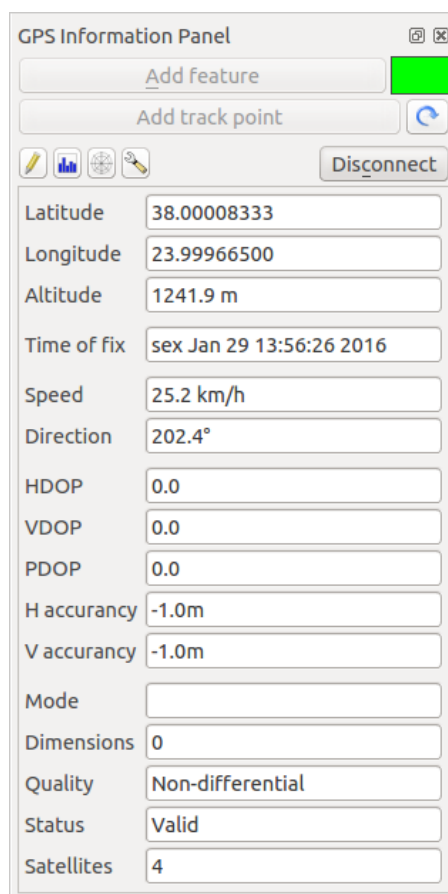 GPS Information Panel
Add feature
Add track point
Disconnect
Latitude 38.00008333
Longitude 23.99966500
Altitude 1241.9 m
Time of fix sex Jan 29 13:56:26 2016
Speed 25.2 km/h
Direction 202.4°
HDOP 0.0
VDOP 0.0
PDOP 0.0
H accurancy -1.0m
V accurancy -1.0m
Mode
Dimensions 0
Quality Non-differential
Status Valid
Satellites 4